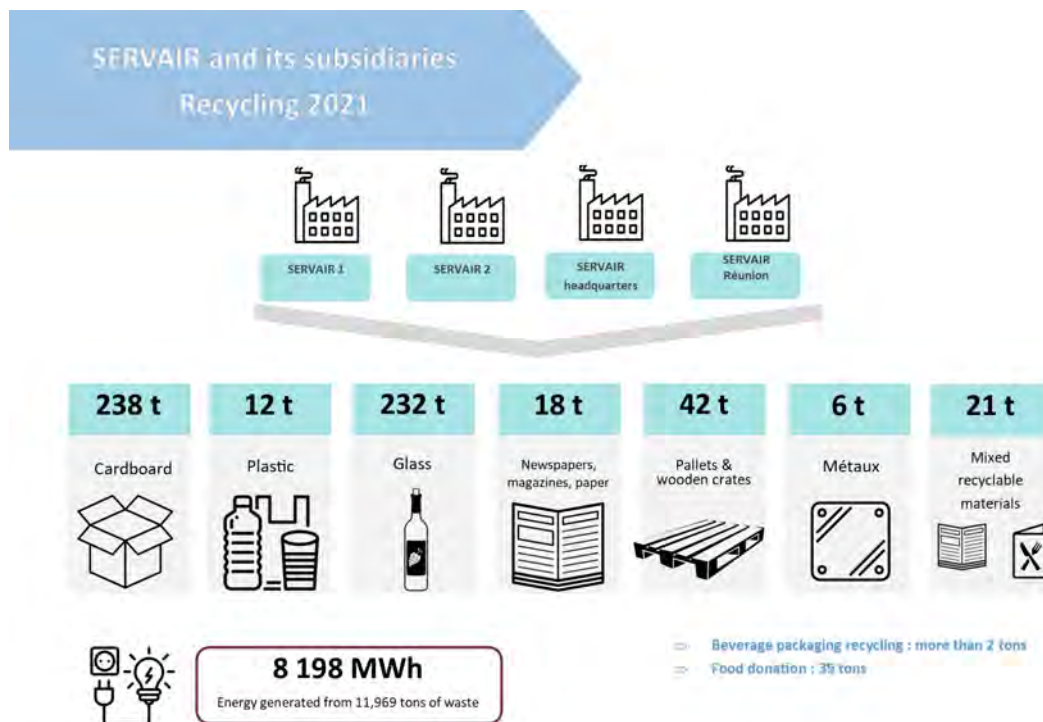 SERVAIR and its subsidiaries
Recycling 2021
SERVAIR 1
SERVAIR 2
SERVAIR
headquarters
SERVAIR
Réunion
238 t
12 t
232 t
18 t
42 t
6 t
21 t
Cardboard
Plastic
Glass
Newspapers,
magazines, paper
Pallets &
wooden crates
Métaux
Mixed
recyclable
materials
8 198 MWh
Energy generated from 11,969 tons of waste
Beverage packaging recycling : more than 2 tons
Food donation : 35 tons